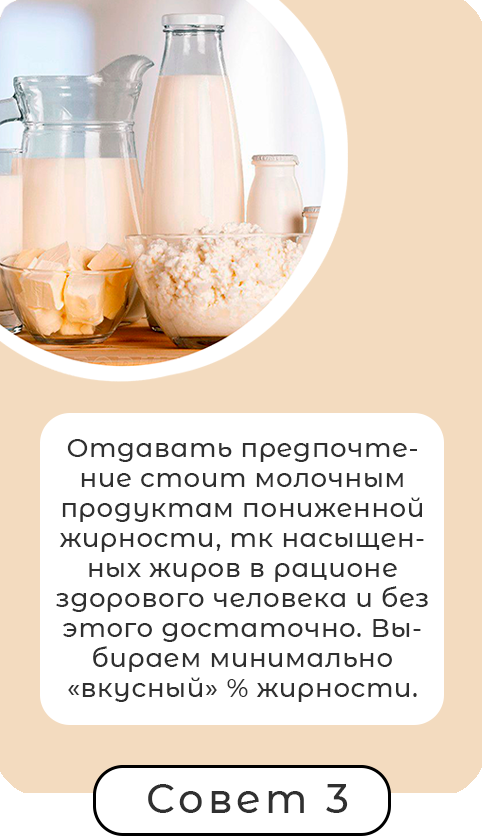 Отдавать предпочте-
ние стоит молочным
продуктам пониженной
жирности, тк насыщен-
ных жиров в рационе
здорового человека и без
этого достаточно. Вы-
бираем минимально
«вкусный» % жирности.
Совет 3